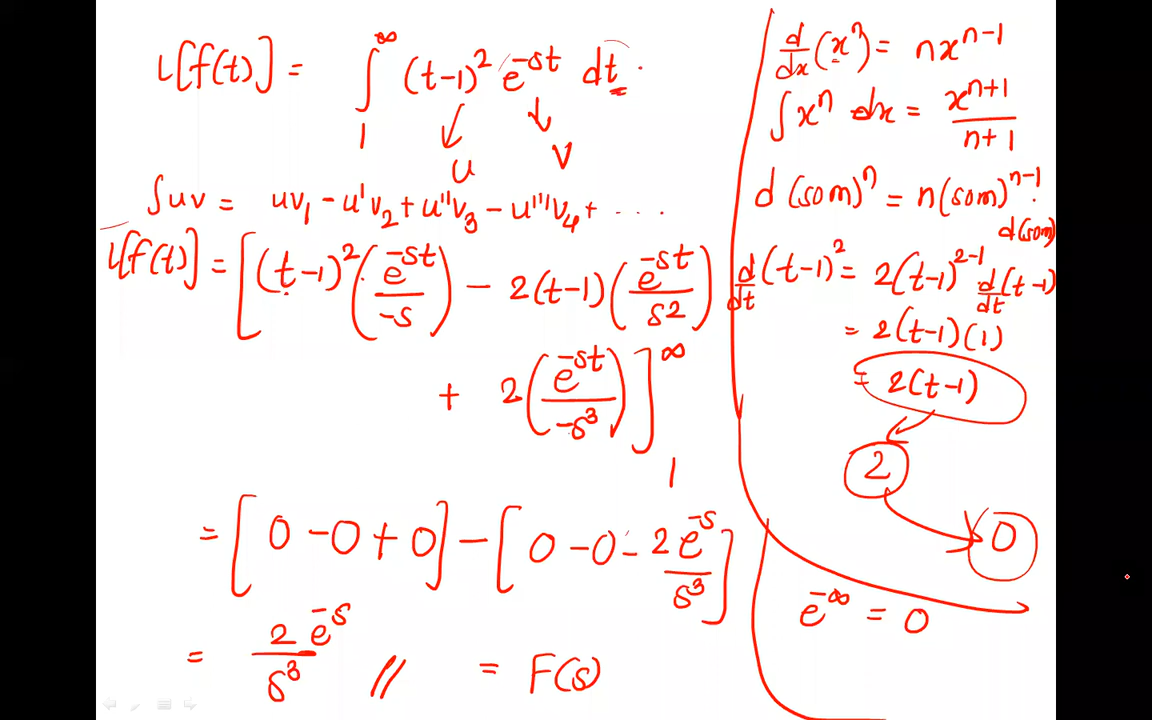 L[f(t)] = ∫₁^∞ (t-1)² e^{-st} dt .
u v
∫uv = uv₁ - u'v₂ + u''v₃ - u'''v₄ + ....
L[f(t)] = [ (t-1)² ( e^{-st} / -s ) - 2(t-1) ( e^{-st} / s² )
+ 2 ( e^{-st} / -s³ ) ]₁^∞
= [ 0 - 0 + 0 ] - [ 0 - 0 - 2e^{-s} / s³ ]
= 2e^{-s} / s³ // = F(s)
d/dx (xⁿ) = nx^{n-1}
∫xⁿ dx = x^{n+1} / n+1
d (som)ⁿ = n(som)^{n-1} .
d(som)
d/dt (t-1)² = 2(t-1)^{2-1} d/dt (t-1)
= 2(t-1)(1)
= 2(t-1)
2
0
e^{-∞} = 0